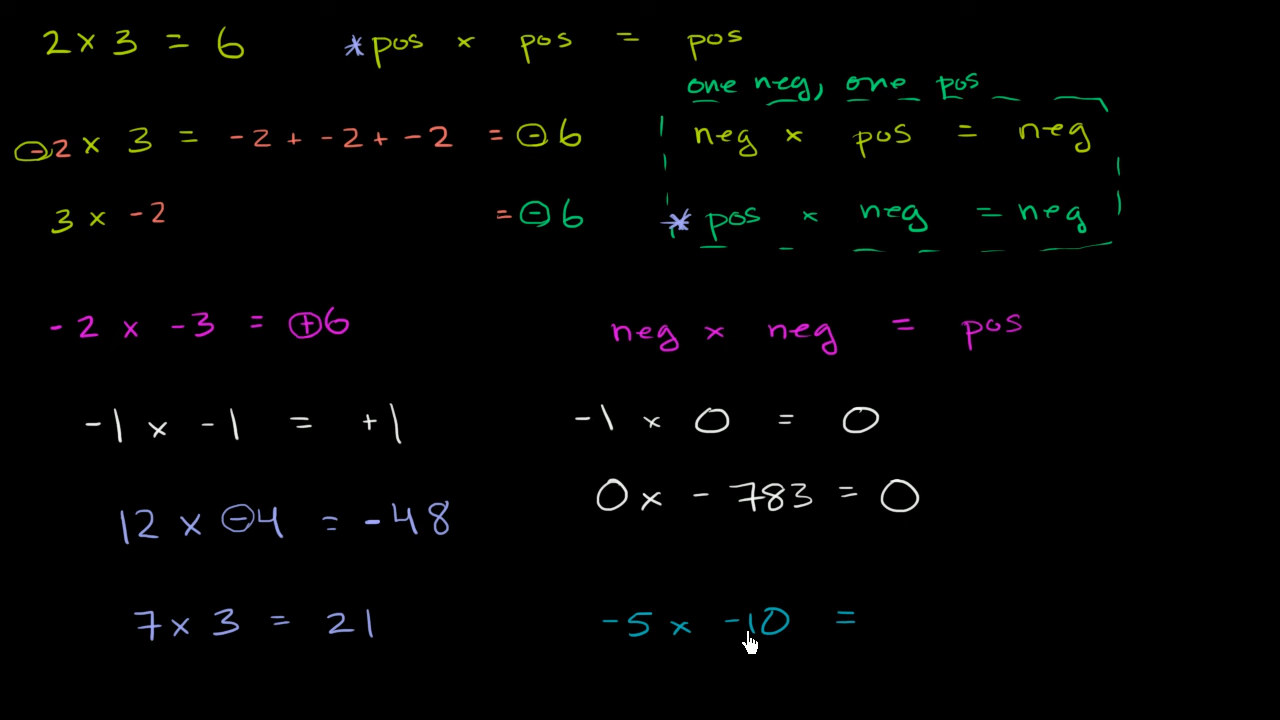 2 x 3 = 6 *pos x pos = pos
one neg, one pos
-2 x 3 = -2 + -2 + -2 = -6 neg x pos = neg
3 x -2 = -6 * pos x neg = neg
-2 x -3 = +6 neg x neg = pos
-1 x -1 = +1 -1 x 0 = 0
0 x - 783 = 0
12 x -4 = -48
7 x 3 = 21 -5 x -10 =